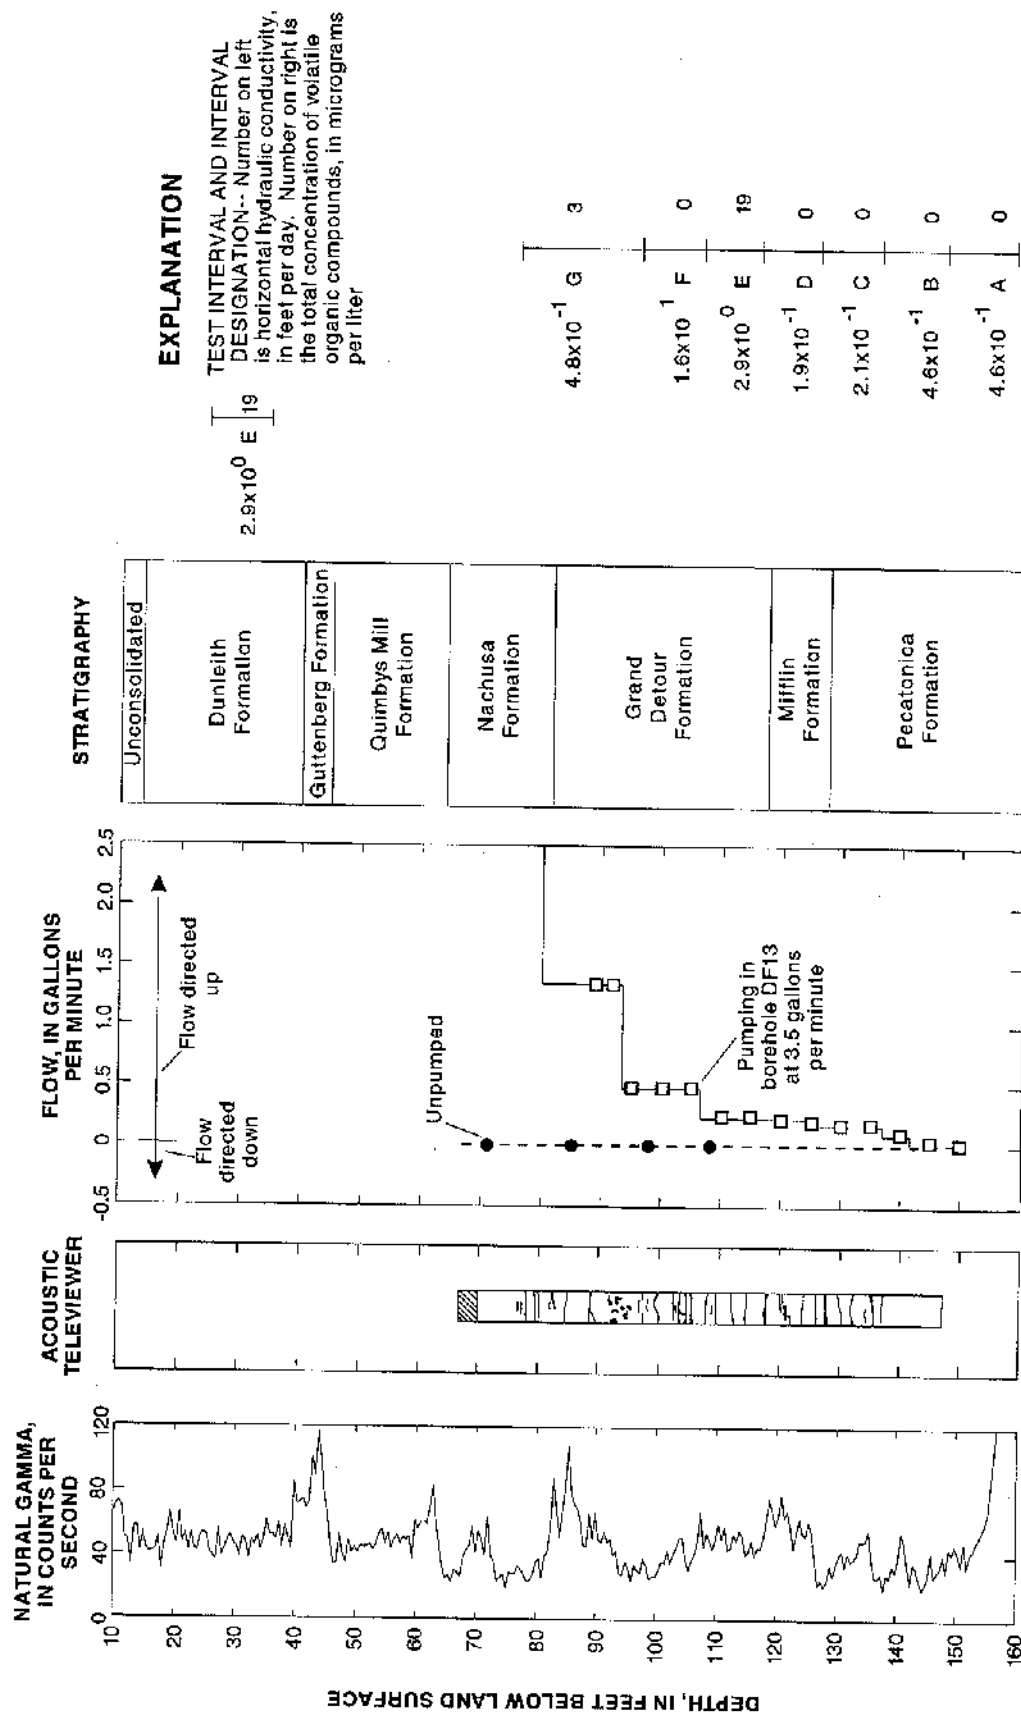 NATURAL GAMMA,
IN COUNTS PER
SECOND
0
40
80
120
10
20
30
40
50
60
70
80
90
100
110
120
130
140
150
160
DEPTH, IN FEET BELOW LAND SURFACE
ACOUSTIC
TELEVIEWER
FLOW, IN GALLONS
PER MINUTE
-0.5
0
0.5
1.0
1.5
2.0
2.5
Flow
directed
down
Flow directed
up
Unpumped
Pumping in
borehole DF13
at 3.5 gallons
per minute
STRATIGRAPHY
Unconsolidated
Dunleith
Formation
Guttenberg Formation
Quimbys Mill
Formation
Nachusa
Formation
Grand
Detour
Formation
Mifflin
Formation
Pecatonica
Formation
EXPLANATION
2.9x10⁰ E 19
TEST INTERVAL AND INTERVAL
DESIGNATION-- Number on left
is horizontal hydraulic conductivity,
in feet per day. Number on right is
the total concentration of volatile
organic compounds, in micrograms
per liter
4.8x10⁻¹ G 3
1.6x10⁻¹ F 0
2.9x10⁰ E 19
1.9x10⁻¹ D 0
2.1x10⁻¹ C 0
4.6x10⁻¹ B 0
4.6x10⁻¹ A 0